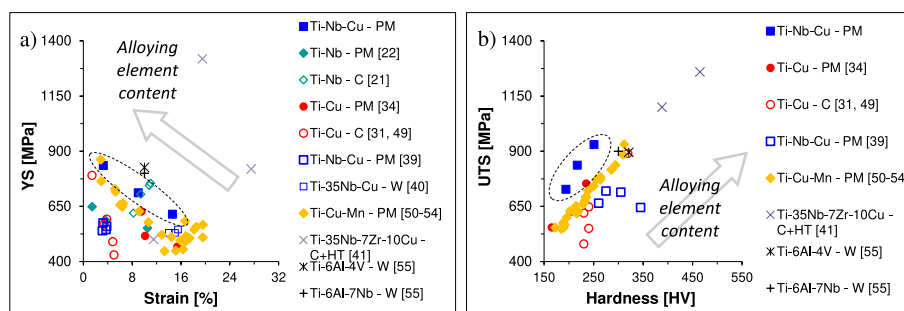 a)
YS [MPa]
1400
1150
900
650
400
Alloying
element
content
0
4
8
12
16
20
24
28
Strain [%]
Ti-Nb-Cu - PM
Ti-Nb - PM [22]
Ti-Nb - C [21]
Ti-Cu - PM [34]
Ti-Cu - C [31, 49]
Ti-Nb-Cu - PM [39]
Ti-35Nb-Cu - W [40]
Ti-Cu-Mn - PM [50-54]
Ti-35Nb-7Zr-10Cu -
C+HT [41]
Ti-6Al-4V - W [55]
Ti-6Al-7Nb - W [55]
b)
UTS [MPa]
1400
1150
900
650
400
Alloying
element
content
150
250
350
450
550
Hardness [HV]
Ti-Nb-Cu - PM
Ti-Cu - PM [34]
Ti-Cu - C [31, 49]
Ti-Nb-Cu - PM [39]
Ti-Cu-Mn - PM [50-54]
Ti-35Nb-7Zr-10Cu -
C+HT [41]
Ti-6Al-4V - W [55]
Ti-6Al-7Nb - W [55]